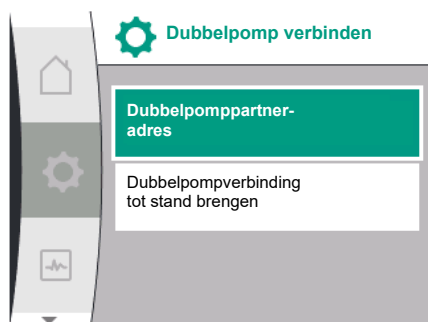 Dubbelpomp verbinden
Dubbelpomppartner-
adres
Dubbelpompverbinding
tot stand brengen